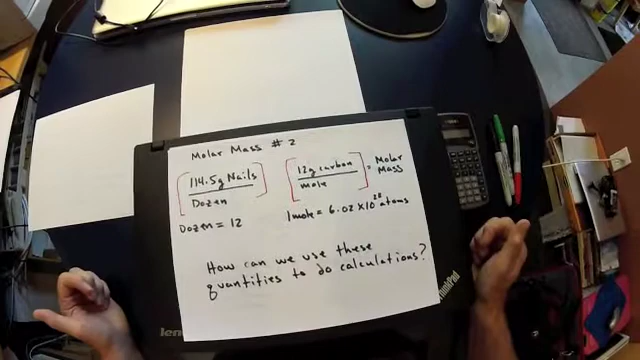 Molar Mass # 2
114.5g Nails
Dozen
12g carbon
mole
= Molar Mass
Dozen = 12
1mole = 6.02 x 10²³ atoms
How can we use these
quantities to do calculations?
ThinkPad